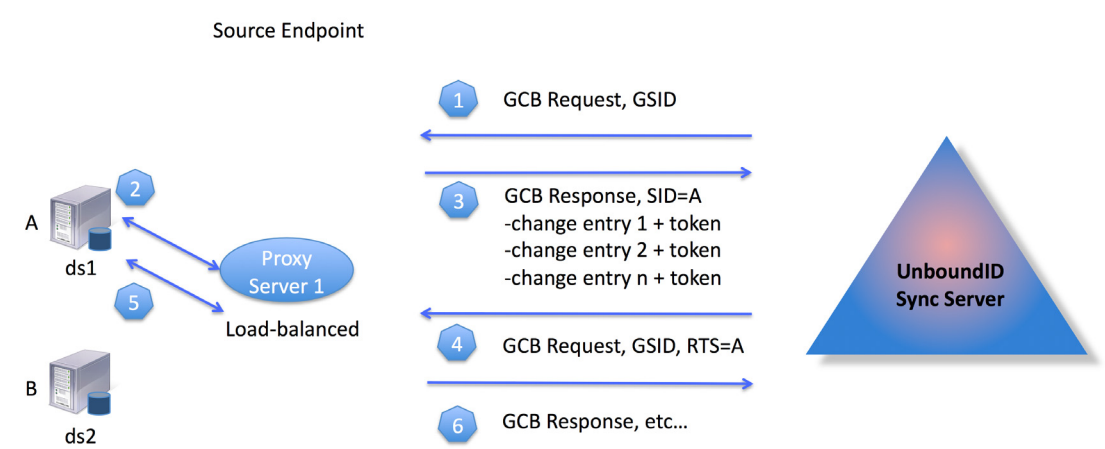 Source Endpoint
1
GCB Request, GSID
2
3
GCB Response, SID=A
-change entry 1 + token
-change entry 2 + token
-change entry n + token
A
ds1
Proxy
Server 1
5
Load-balanced
UnboundID
Sync Server
4
GCB Request, GSID, RTS=A
B
ds2
6
GCB Response, etc...